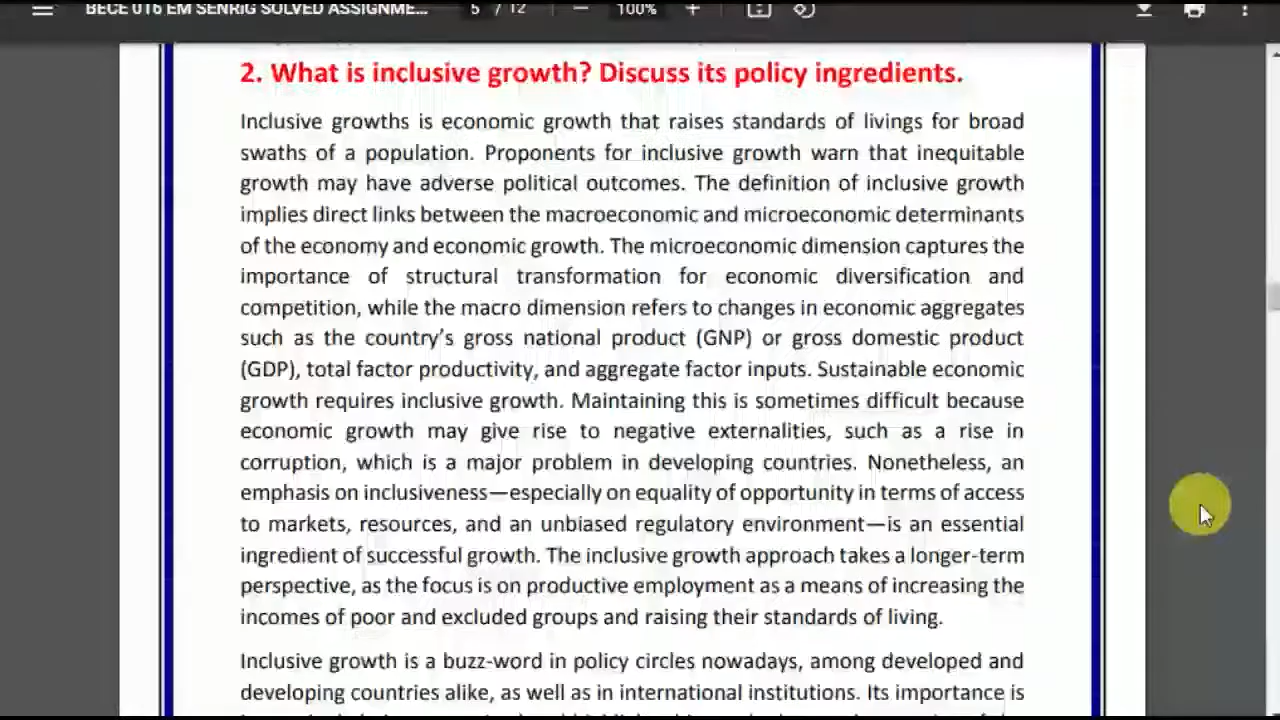 BECE 016 EM SENRIG SOLVED ASSIGNME...
5 / 12
100%
2. What is inclusive growth? Discuss its policy ingredients.
Inclusive growths is economic growth that raises standards of livings for broad
swaths of a population. Proponents for inclusive growth warn that inequitable
growth may have adverse political outcomes. The definition of inclusive growth
implies direct links between the macroeconomic and microeconomic determinants
of the economy and economic growth. The microeconomic dimension captures the
importance of structural transformation for economic diversification and
competition, while the macro dimension refers to changes in economic aggregates
such as the country’s gross national product (GNP) or gross domestic product
(GDP), total factor productivity, and aggregate factor inputs. Sustainable economic
growth requires inclusive growth. Maintaining this is sometimes difficult because
economic growth may give rise to negative externalities, such as a rise in
corruption, which is a major problem in developing countries. Nonetheless, an
emphasis on inclusiveness—especially on equality of opportunity in terms of access
to markets, resources, and an unbiased regulatory environment—is an essential
ingredient of successful growth. The inclusive growth approach takes a longer-term
perspective, as the focus is on productive employment as a means of increasing the
incomes of poor and excluded groups and raising their standards of living.
Inclusive growth is a buzz-word in policy circles nowadays, among developed and
developing countries alike, as well as in international institutions. Its importance is